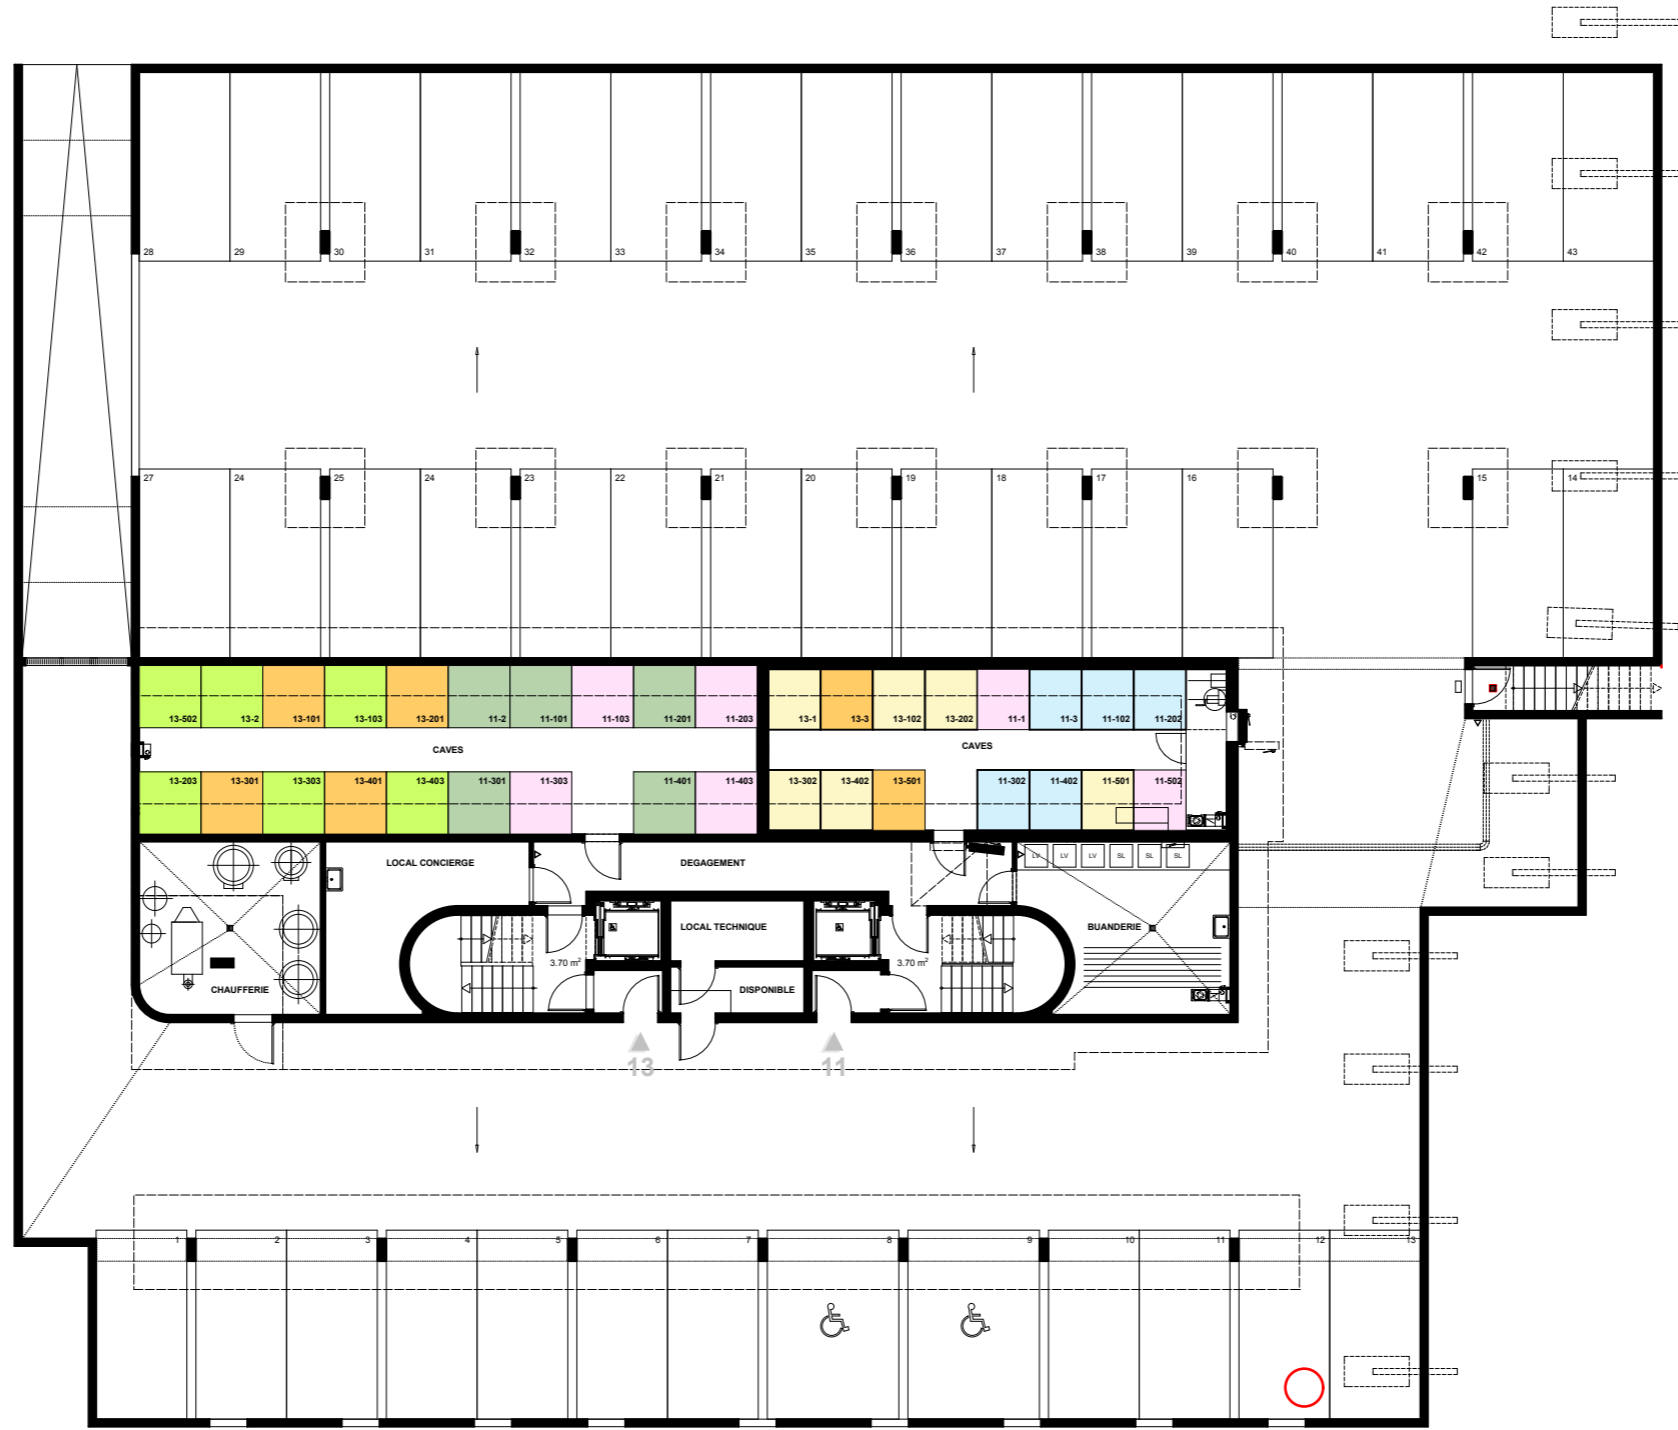 28 29 30 31 32 33 34 35 36 37 38 39 40 41 42 43
27 24 25 24 23 22 21 20 19 18 17 16 15 14
13-502 13-2 13-101 13-103 13-201 11-2 11-101 11-103 11-201 11-203
13-1 13-3 13-102 13-202 11-1 11-3 11-102 11-202
CAVES
CAVES
13-203 13-301 13-303 13-401 13-403 11-301 11-303 11-401 11-403
13-302 13-402 13-501 11-302 11-402 11-501 11-502
LOCAL CONCIERGE
DEGAGEMENT
LV LV LV SL SL SL
LOCAL TECHNIQUE
BUANDERIE
3.70 m²
3.70 m²
CHAUFFERIE
DISPONIBLE
13
11
1 2 3 4 5 6 7 8 9 10 11 12 13